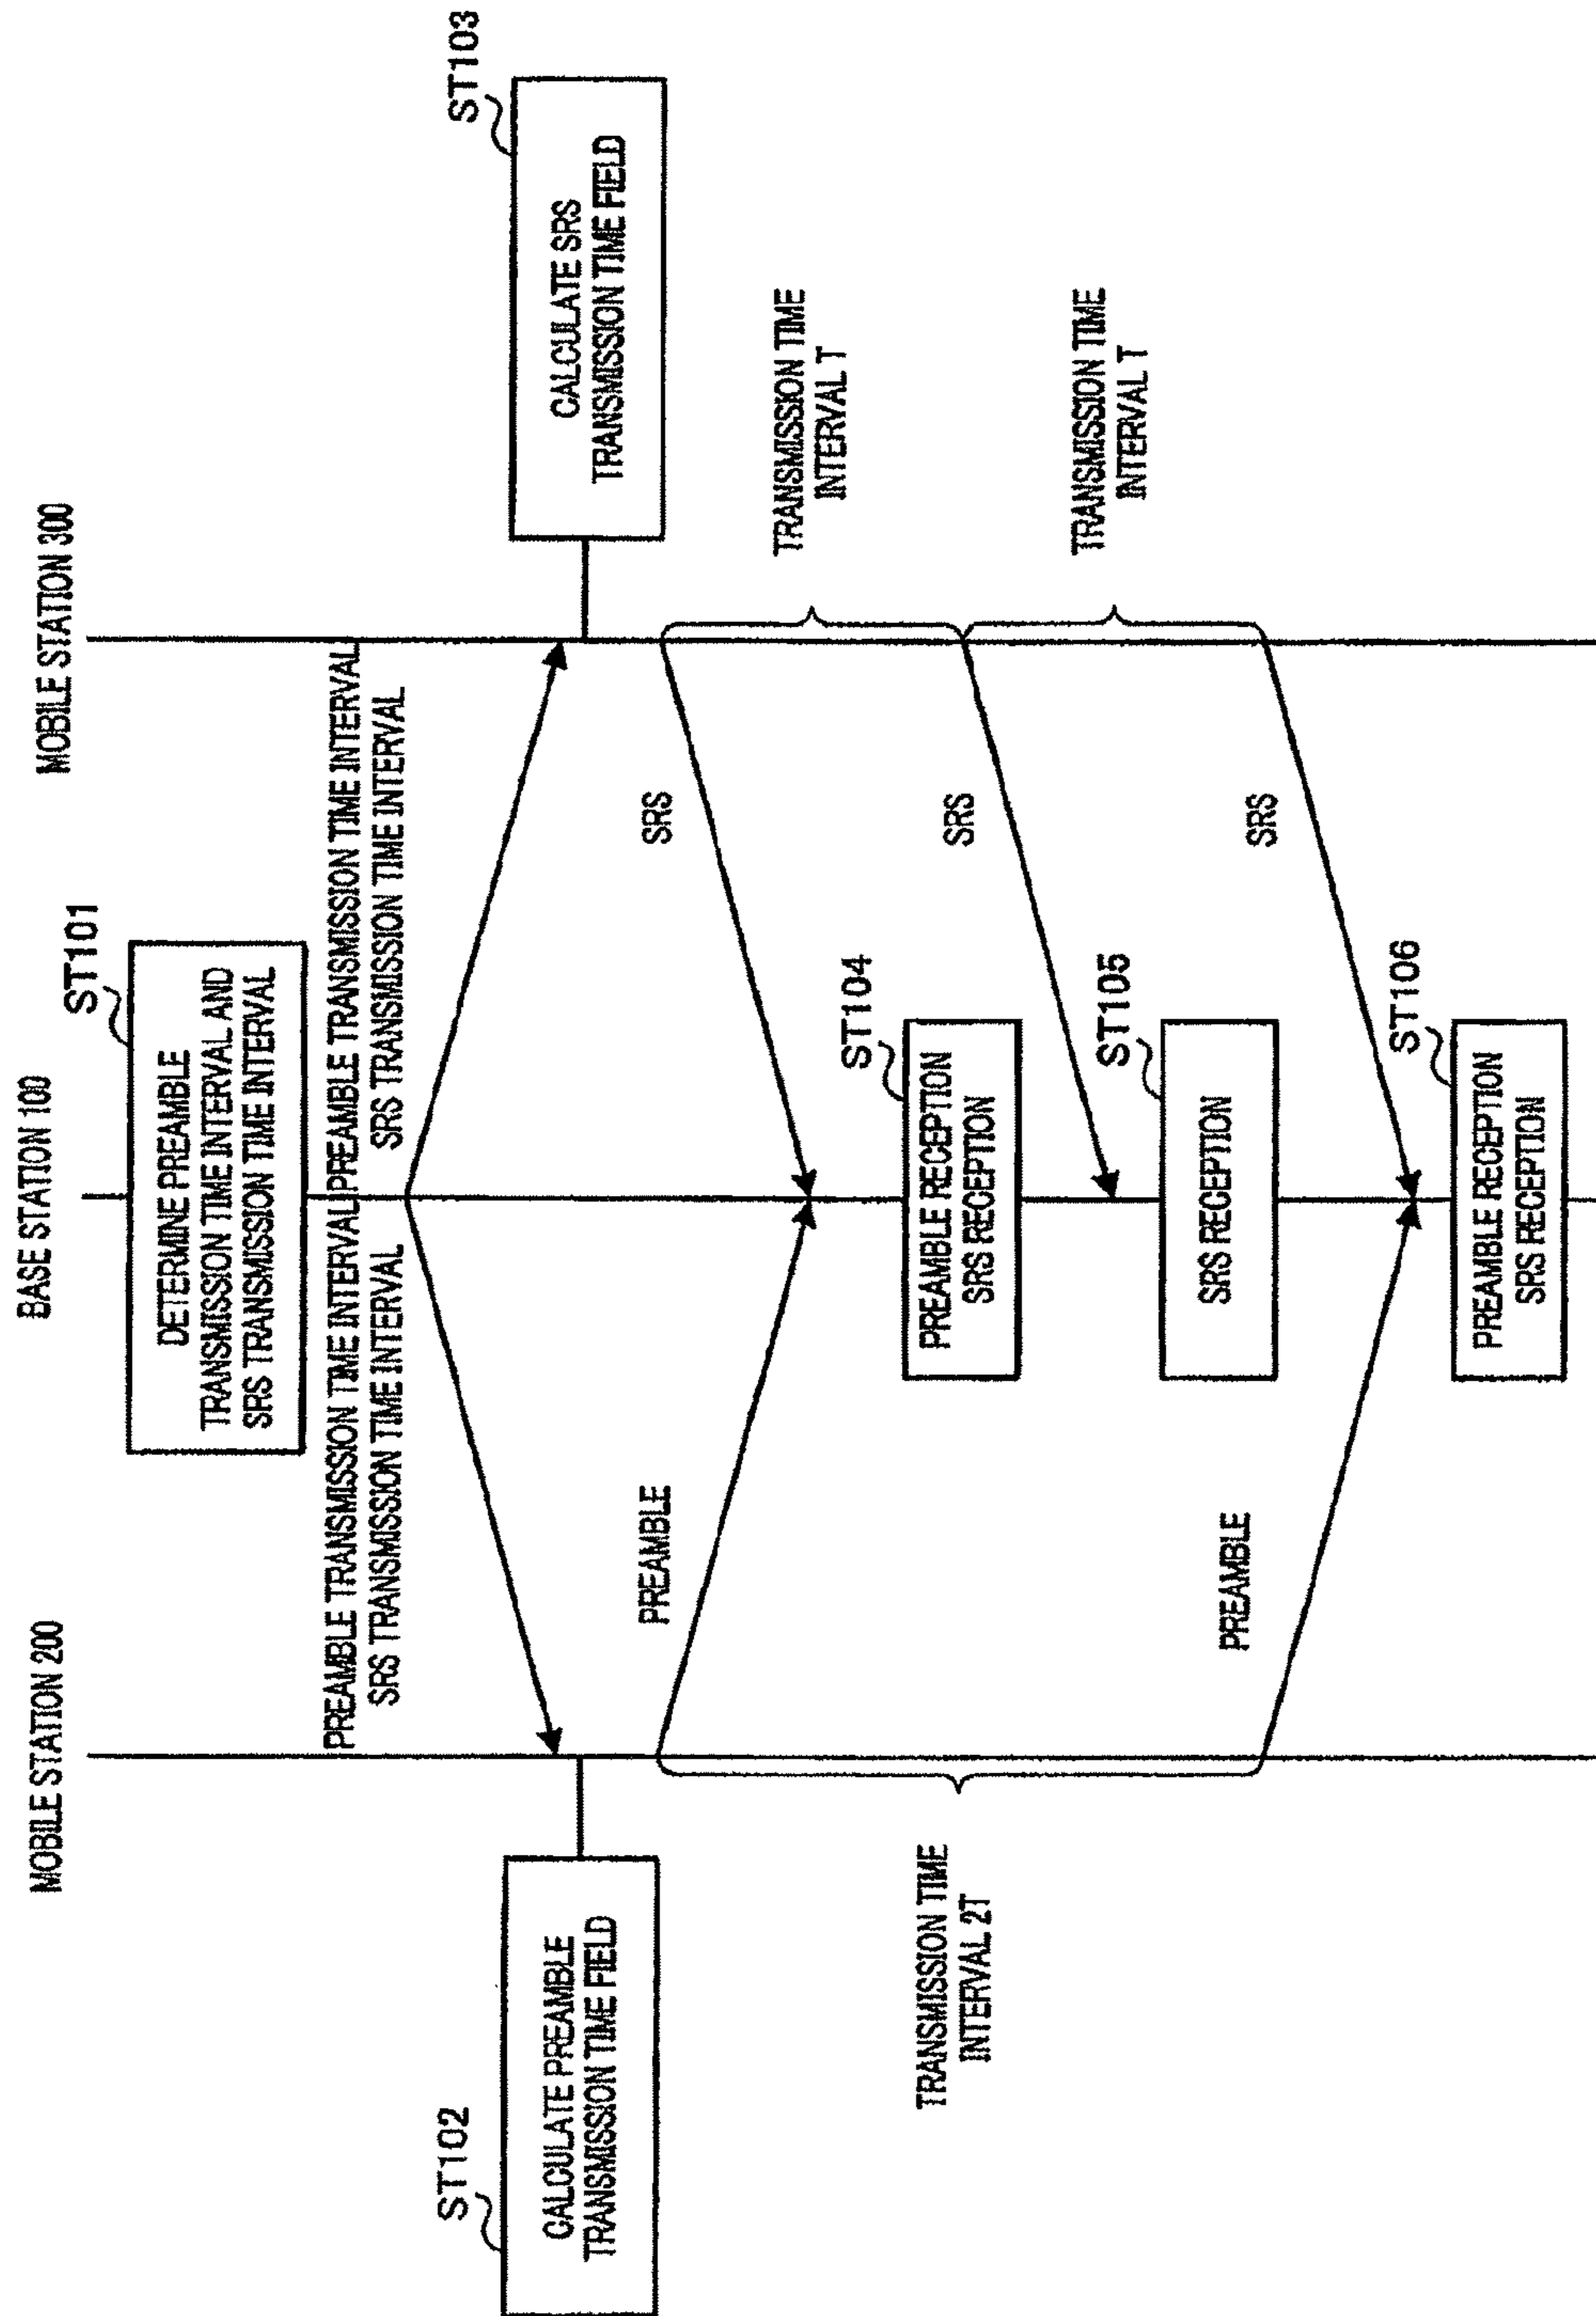 MOBILE STATION 200
BASE STATION 100
MOBILE STATION 300
ST101
DETERMINE PREAMBLE
TRANSMISSION TIME INTERVAL AND
SRS TRANSMISSION TIME INTERVAL
PREAMBLE TRANSMISSION TIME INTERVAL
SRS TRANSMISSION TIME INTERVAL
PREAMBLE TRANSMISSION TIME INTERVAL
SRS TRANSMISSION TIME INTERVAL
ST102
CALCULATE PREAMBLE
TRANSMISSION TIME FIELD
ST103
CALCULATE SRS
TRANSMISSION TIME FIELD
PREAMBLE
SRS
TRANSMISSION TIME
INTERVAL T
ST104
PREAMBLE RECEPTION
SRS RECEPTION
TRANSMISSION TIME
INTERVAL 2T
SRS
TRANSMISSION TIME
INTERVAL T
ST105
SRS RECEPTION
PREAMBLE
SRS
ST106
PREAMBLE RECEPTION
SRS RECEPTION